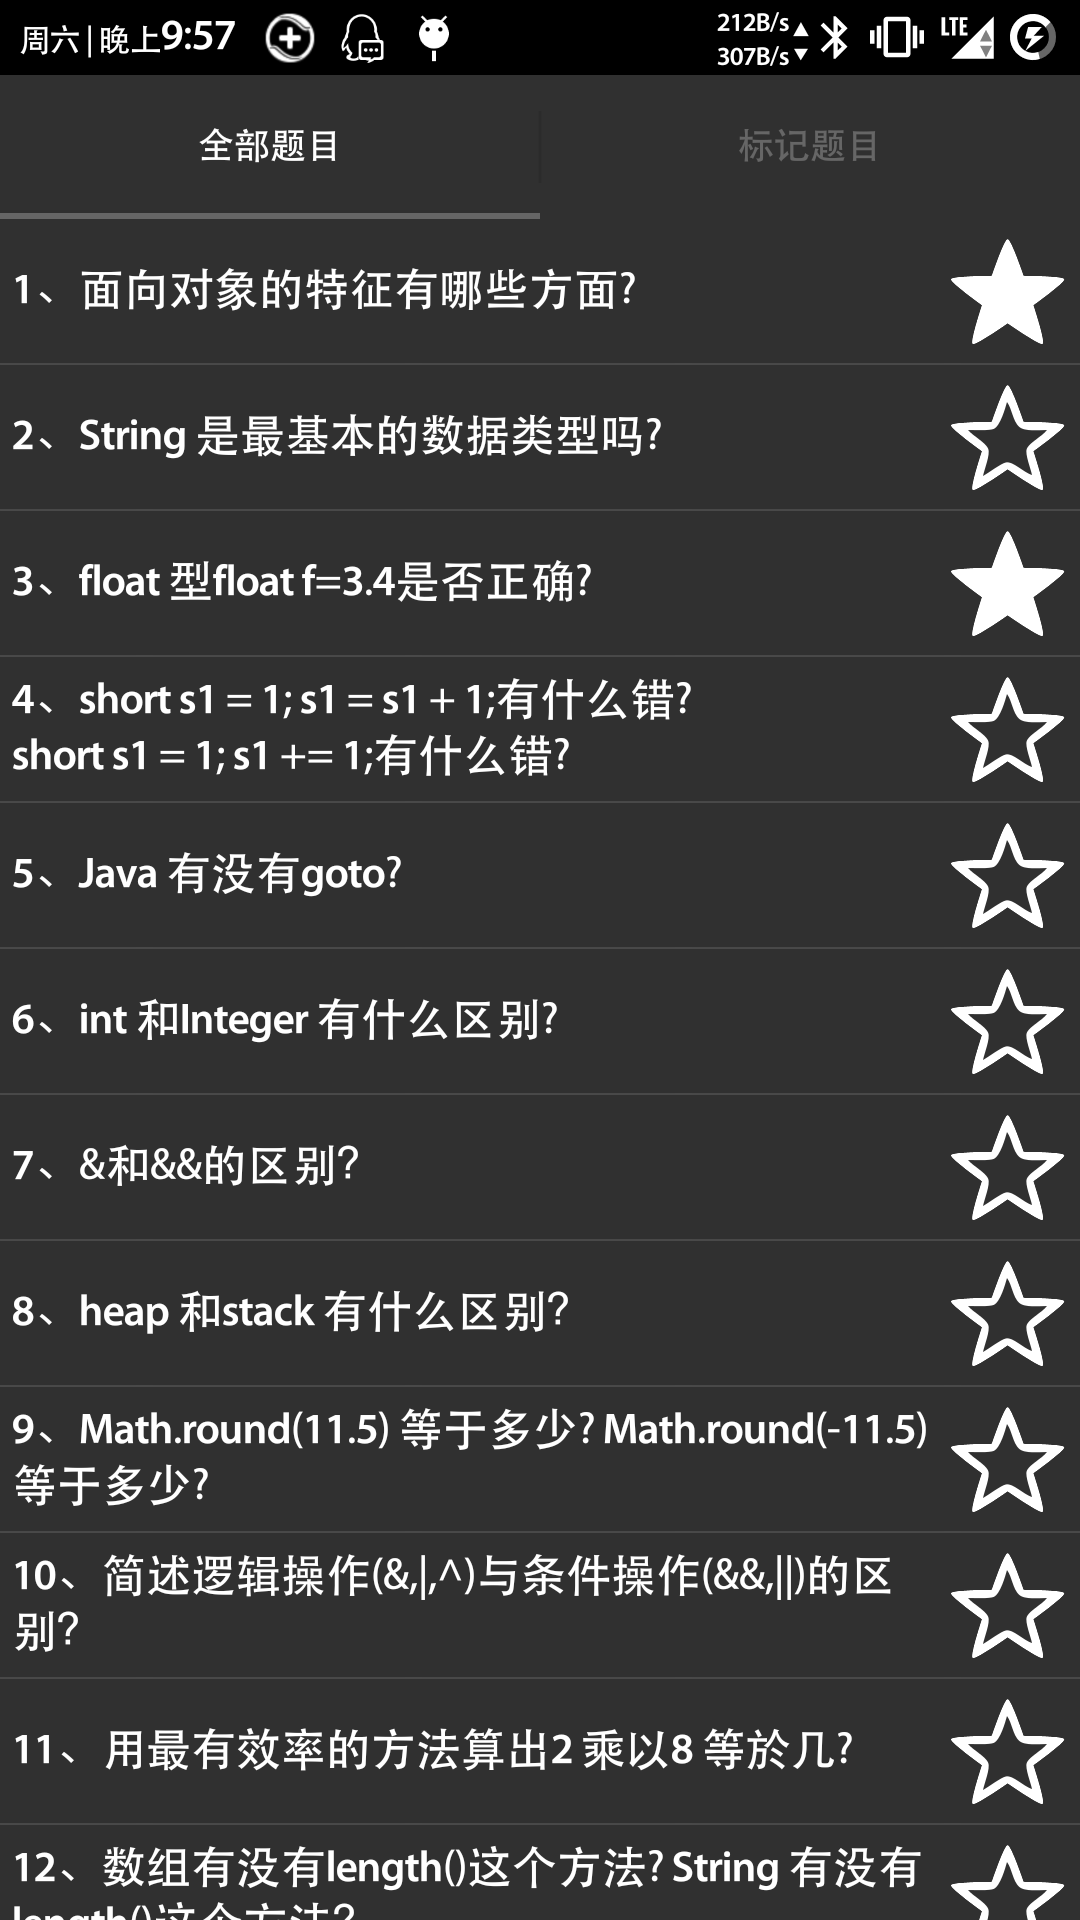 周六 | 晚上9:57
212B/s
307B/s
LTE
全部题目
标记题目
1、面向对象的特征有哪些方面?
2、String 是最基本的数据类型吗?
3、float 型float f=3.4是否正确?
4、short s1 = 1; s1 = s1 + 1;有什么错?
short s1 = 1; s1 += 1;有什么错?
5、Java 有没有goto?
6、int 和Integer 有什么区别?
7、&和&&的区别?
8、heap 和stack 有什么区别?
9、Math.round(11.5) 等于多少? Math.round(-11.5)
等于多少?
10、简述逻辑操作(&,|,^)与条件操作(&&,||)的区
别?
11、用最有效率的方法算出2 乘以8 等於几?
12、数组有没有length()这个方法? String 有没有
length()这个方法?